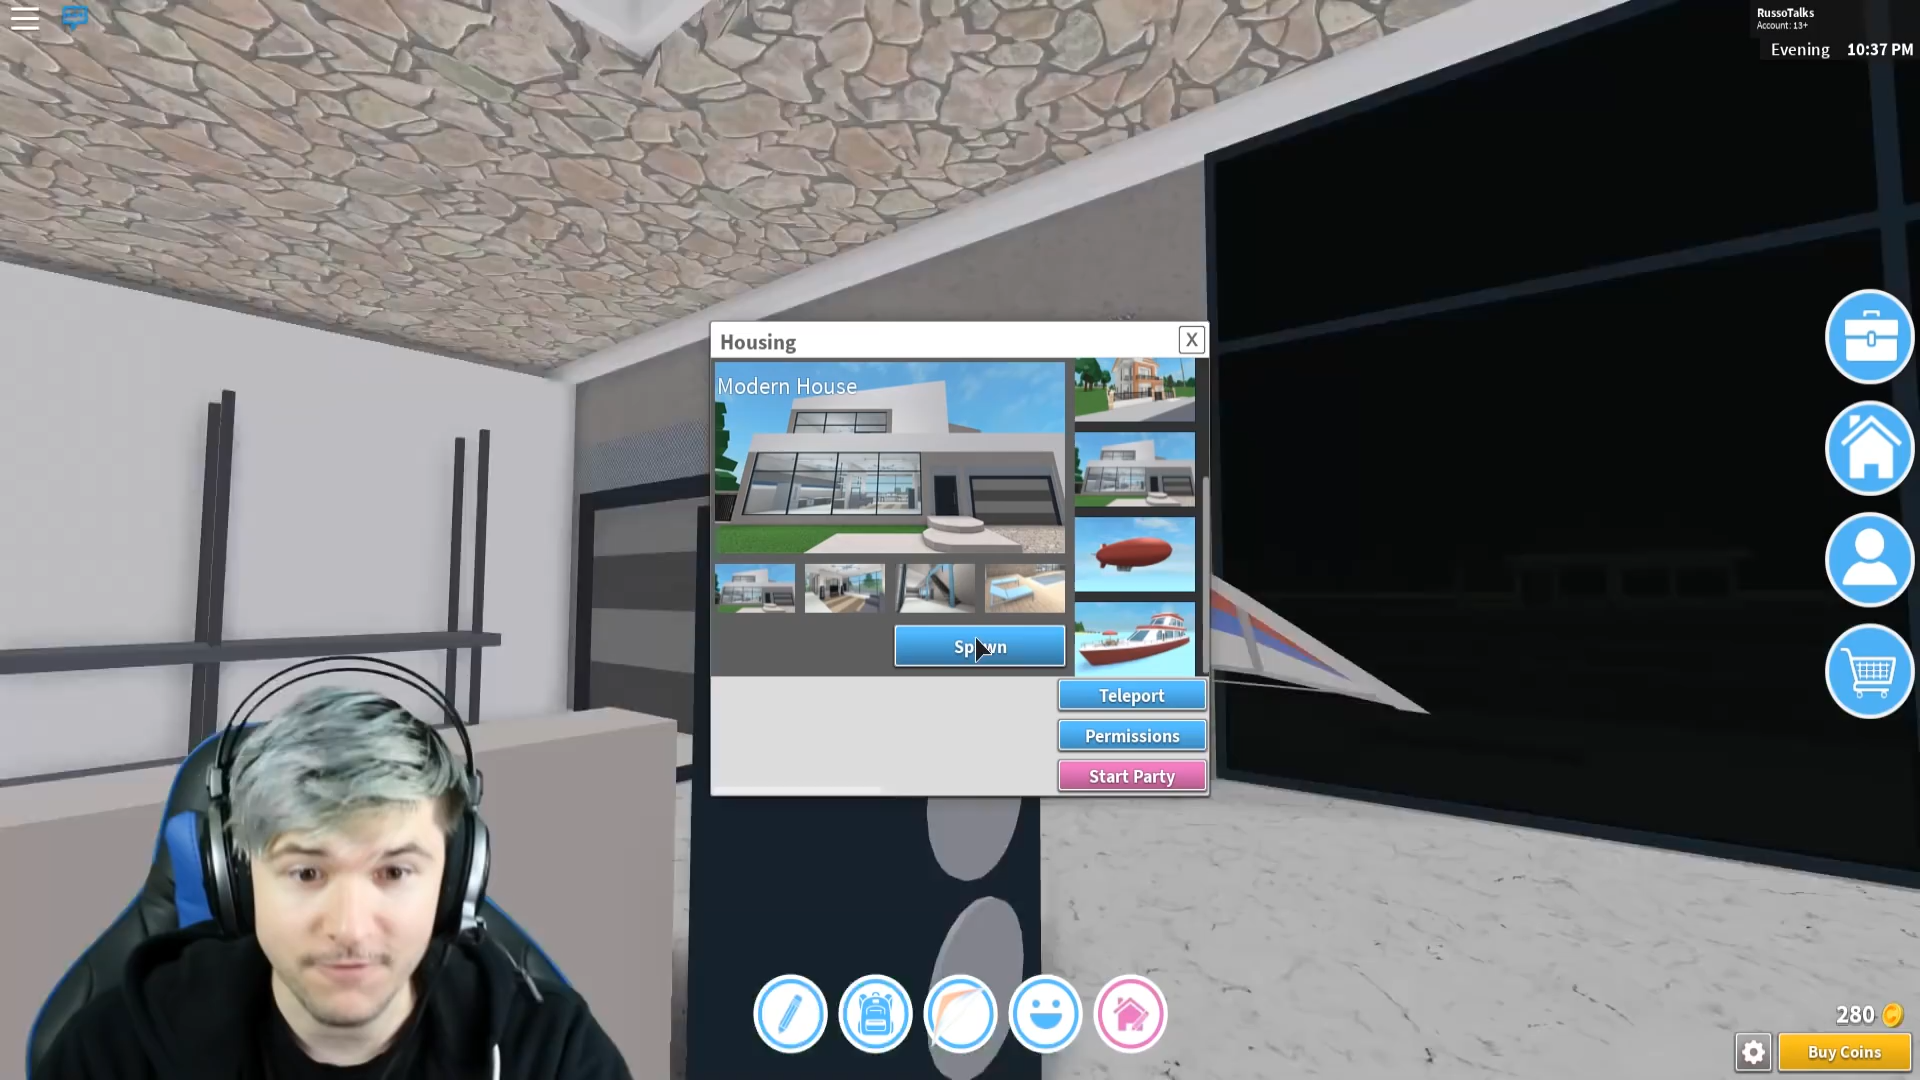 RussoTalks
Account: 13+
Evening 10:37 PM
Housing
X
Modern House
Spawn
Teleport
Permissions
Start Party
280
Buy Coins